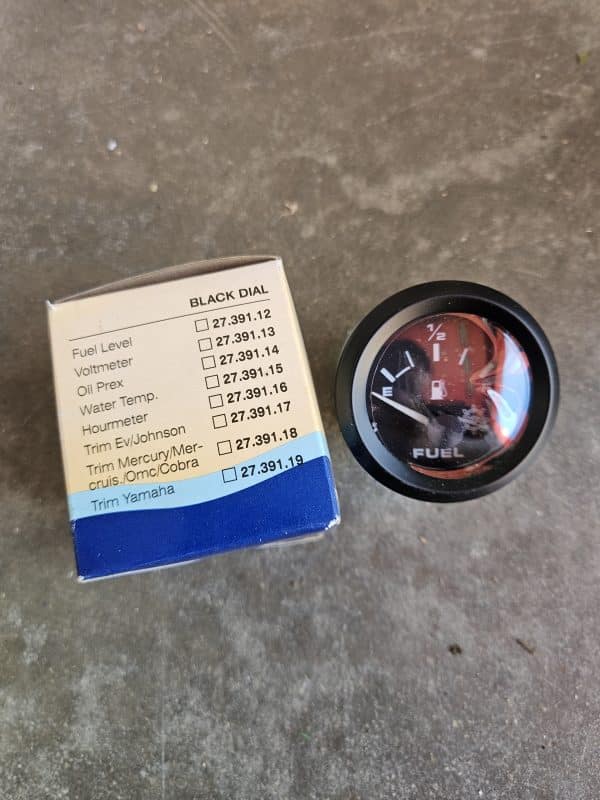 BLACK DIAL
Fuel Level 27.391.12
Voltmeter 27.391.13
Oil Prex 27.391.14
Water Temp. 27.391.15
Hourmeter 27.391.16
Trim Ev/Johnson 27.391.17
Trim Mercury/Mer-
cruis./Omc/Cobra 27.391.18
Trim Yamaha 27.391.19
1/2
E
FUEL